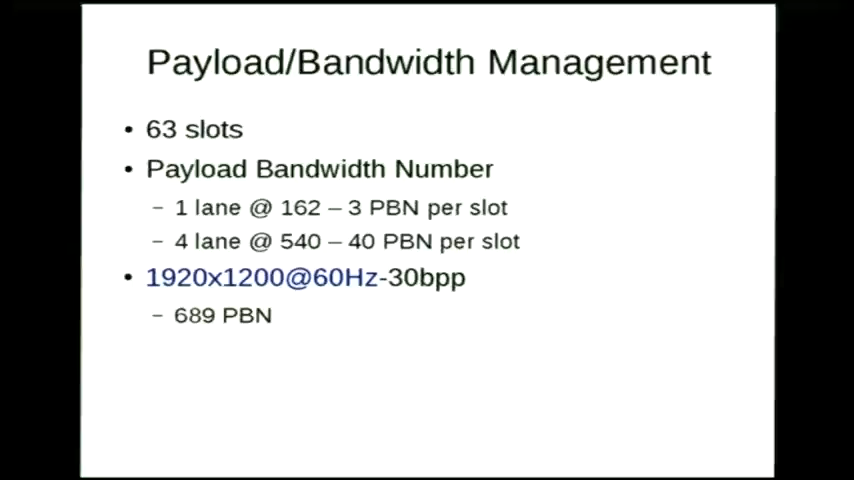 Payload/Bandwidth Management
• 63 slots
• Payload Bandwidth Number
– 1 lane @ 162 – 3 PBN per slot
– 4 lane @ 540 – 40 PBN per slot
• 1920x1200@60Hz-30bpp
– 689 PBN